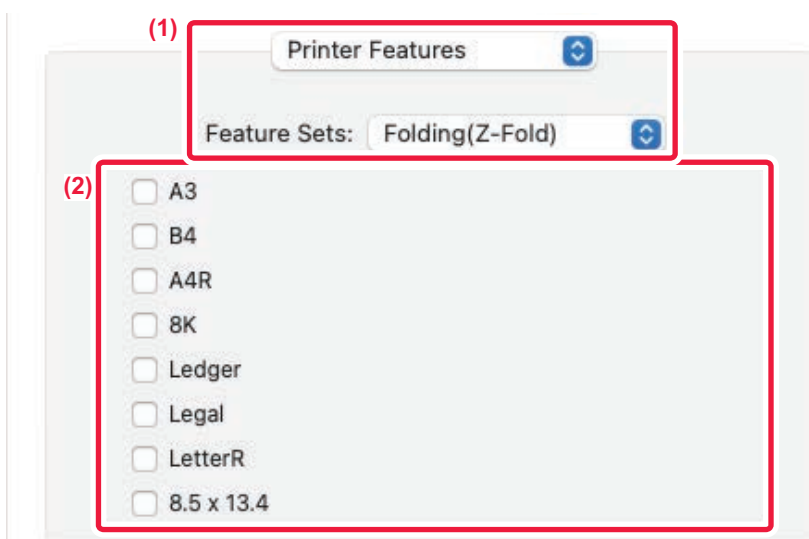 (1)
Printer Features
Feature Sets: Folding(Z-Fold)
(2)
A3
B4
A4R
8K
Ledger
Legal
LetterR
8.5 x 13.4